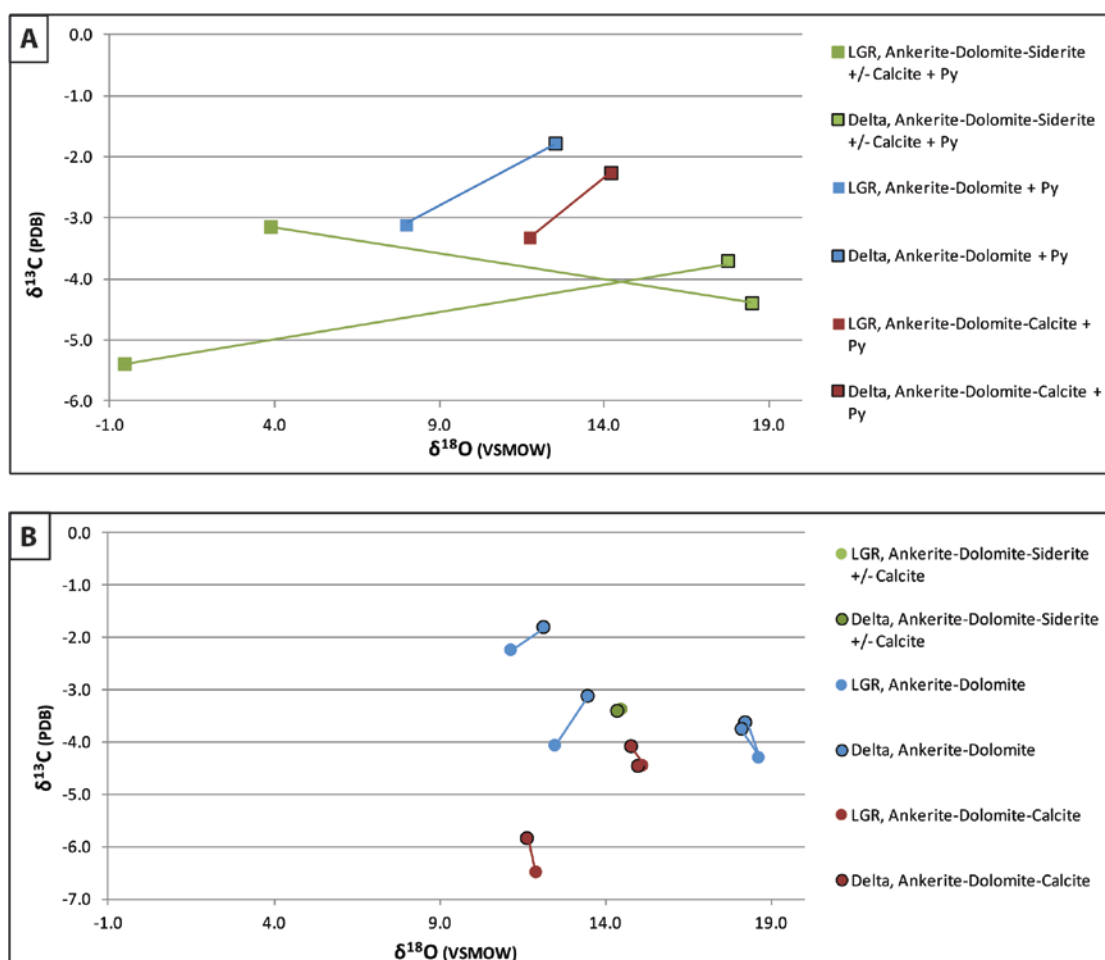 A
0.0
-1.0
-2.0
-3.0
-4.0
-5.0
-6.0
δ13C (PDB)
-1.0 4.0 9.0 14.0 19.0
δ18O (VSMOW)
LGR, Ankerite-Dolomite-Siderite
+/- Calcite + Py
Delta, Ankerite-Dolomite-Siderite
+/- Calcite + Py
LGR, Ankerite-Dolomite + Py
Delta, Ankerite-Dolomite + Py
LGR, Ankerite-Dolomite-Calcite +
Py
Delta, Ankerite-Dolomite-Calcite +
Py
B
0.0
-1.0
-2.0
-3.0
-4.0
-5.0
-6.0
-7.0
δ13C (PDB)
-1.0 4.0 9.0 14.0 19.0
δ18O (VSMOW)
LGR, Ankerite-Dolomite-Siderite
+/- Calcite
Delta, Ankerite-Dolomite-Siderite
+/- Calcite
LGR, Ankerite-Dolomite
Delta, Ankerite-Dolomite
LGR, Ankerite-Dolomite-Calcite
Delta, Ankerite-Dolomite-Calcite